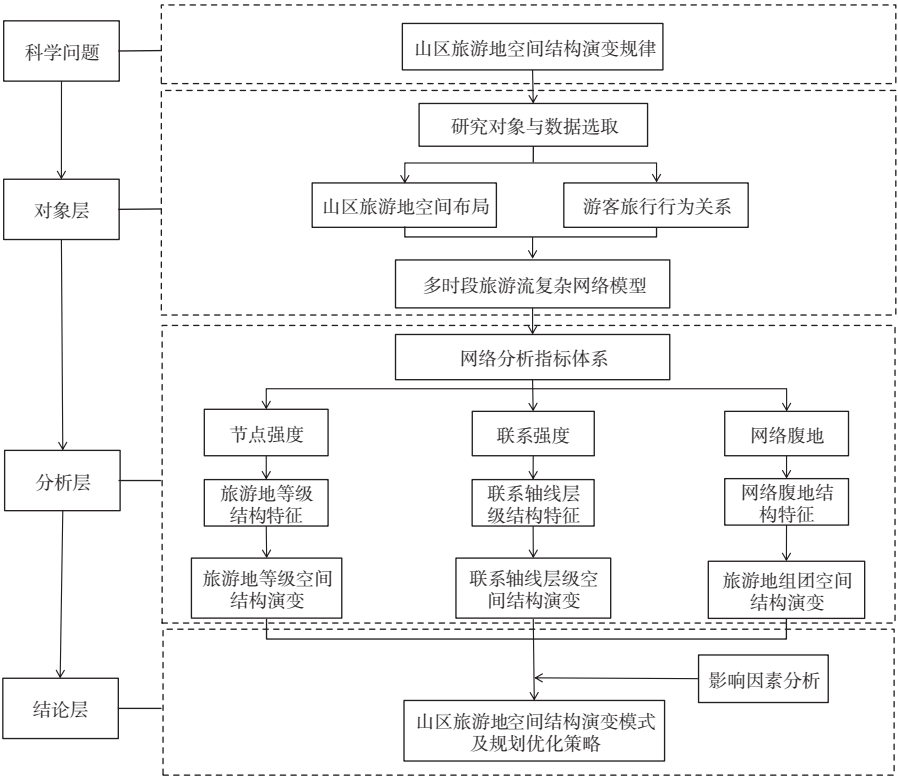 科学问题
山区旅游地空间结构演变规律
研究对象与数据选取
对象层
山区旅游地空间布局
游客旅行行为关系
多时段旅游流复杂网络模型
网络分析指标体系
节点强度
联系强度
网络腹地
分析层
旅游地等级
结构特征
联系轴线层
级结构特征
网络腹地结
构特征
旅游地等级空间
结构演变
联系轴线层级空
间结构演变
旅游地组团空间
结构演变
影响因素分析
结论层
山区旅游地空间结构演变模式
及规划优化策略